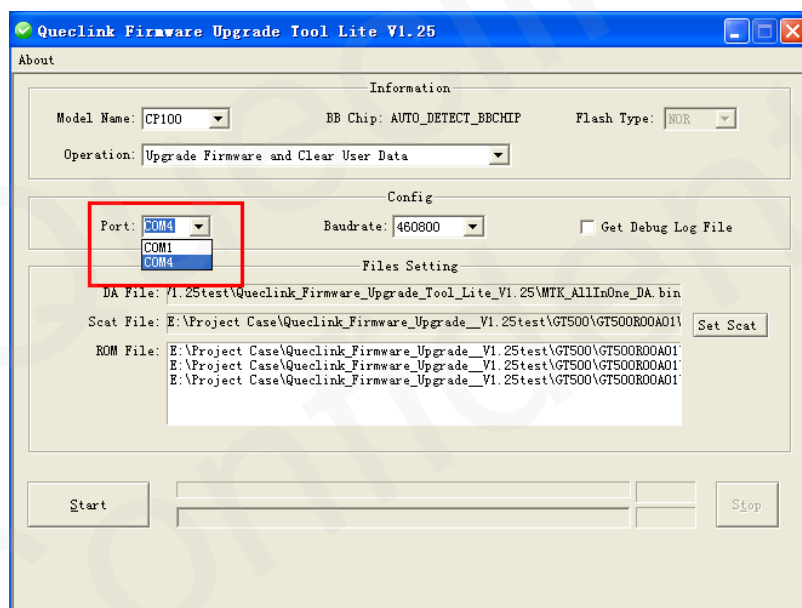 Queclink Firmware Upgrade Tool Lite V1.25
About
Information
Model Name: CP100 BB Chip: AUTO_DETECT_BBCHIP Flash Type: NOR
Operation: Upgrade Firmware and Clear User Data
Config
Port: COM4 Baudrate: 460800 Get Debug Log File
COM1
COM4
Files Setting
DA File: /1.25test\Queclink_Firmware_Upgrade_Tool_Lite_V1.25\MTK_AllInOne_DA.bin
Scat File: E:\Project Case\Queclink_Firmware_Upgrade__V1.25test\GT500\GT500R00A01\ Set Scat
ROM File: E:\Project Case\Queclink_Firmware_Upgrade__V1.25test\GT500\GT500R00A01
E:\Project Case\Queclink_Firmware_Upgrade__V1.25test\GT500\GT500R00A01
E:\Project Case\Queclink_Firmware_Upgrade__V1.25test\GT500\GT500R00A01
Start Stop